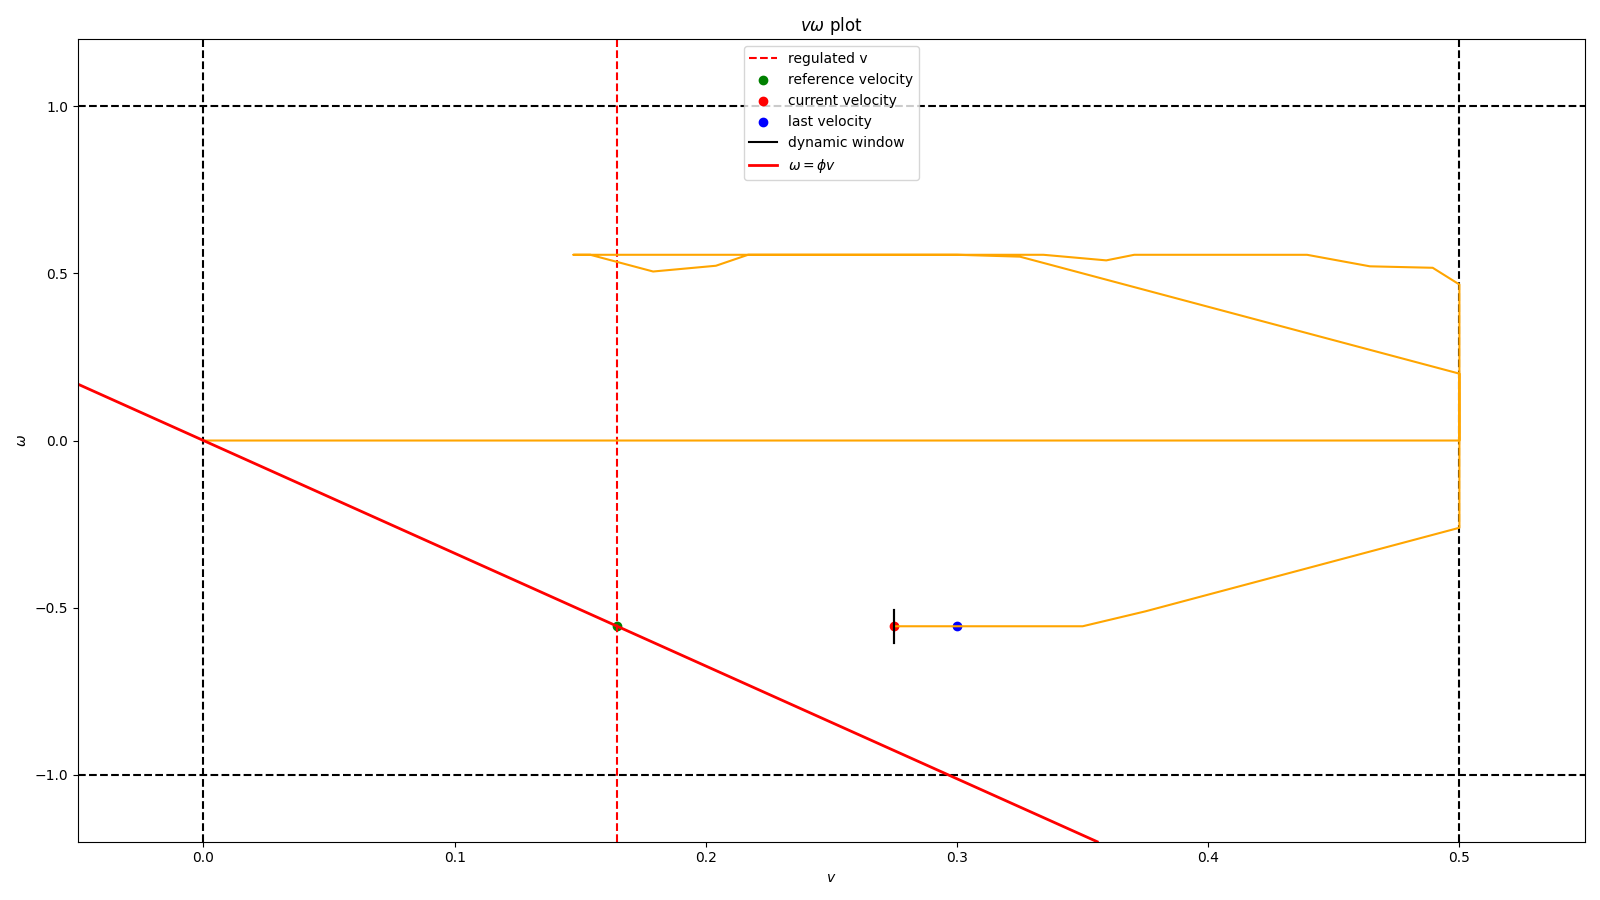 vω plot
regulated v
reference velocity
current velocity
last velocity
dynamic window
ω = ϕv
1.0
0.5
0.0
−0.5
−1.0
ω
0.0 0.1 0.2 0.3 0.4 0.5
v